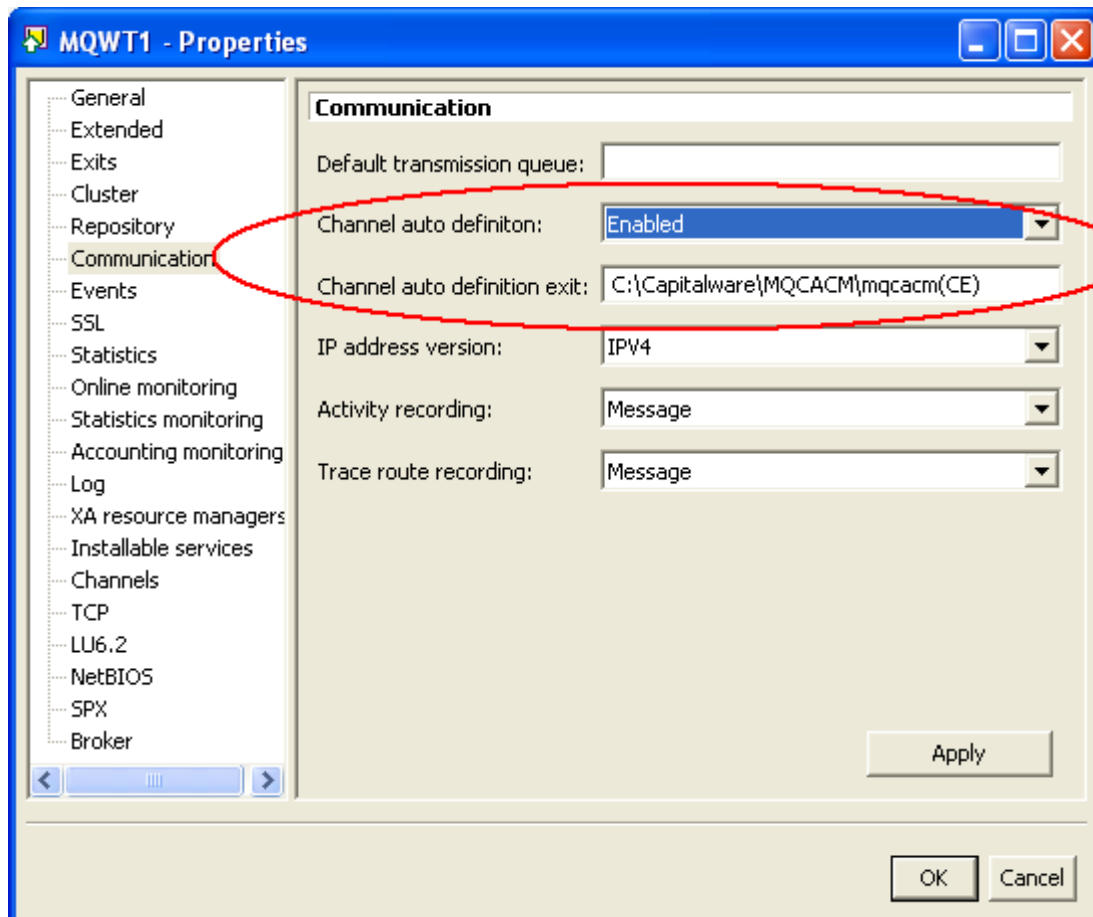 MQWT1 - Properties
General
Extended
Exits
Cluster
Repository
Communication
Events
SSL
Statistics
Online monitoring
Statistics monitoring
Accounting monitoring
Log
XA resource managers
Installable services
Channels
TCP
LU6.2
NetBIOS
SPX
Broker
Communication
Default transmission queue:
Channel auto definiton: Enabled
Channel auto definition exit: C:\Capitalware\MQCACM\mqcacm(CE)
IP address version: IPV4
Activity recording: Message
Trace route recording: Message
Apply
OK Cancel